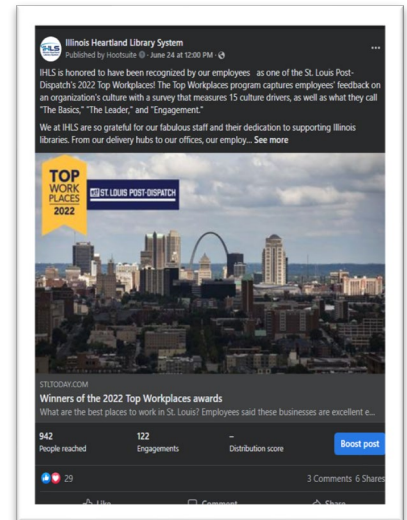 IHLS
Illinois Heartland Library System
Published by Hootsuite · June 24 at 12:00 PM ·
IHLS is honored to have been recognized by our employees as one of the St. Louis Post-
Dispatch's 2022 Top Workplaces! The Top Workplaces program captures employees' feedback on
an organization's culture with a survey that measures 15 culture drivers, as well as what they call
"The Basics," "The Leader," and "Engagement."
We at IHLS are so grateful for our fabulous staff and their dedication to supporting Illinois
libraries. From our delivery hubs to our offices, our employ... See more
TOP
WORK
PLACES
2022
ST. LOUIS POST-DISPATCH
STLTODAY.COM
Winners of the 2022 Top Workplaces awards
What are the best places to work in St. Louis? Employees said these businesses are excellent e...
942
People reached
122
Engagements
–
Distribution score
Boost post
29
3 Comments 6 Shares
Like
Comment
Share